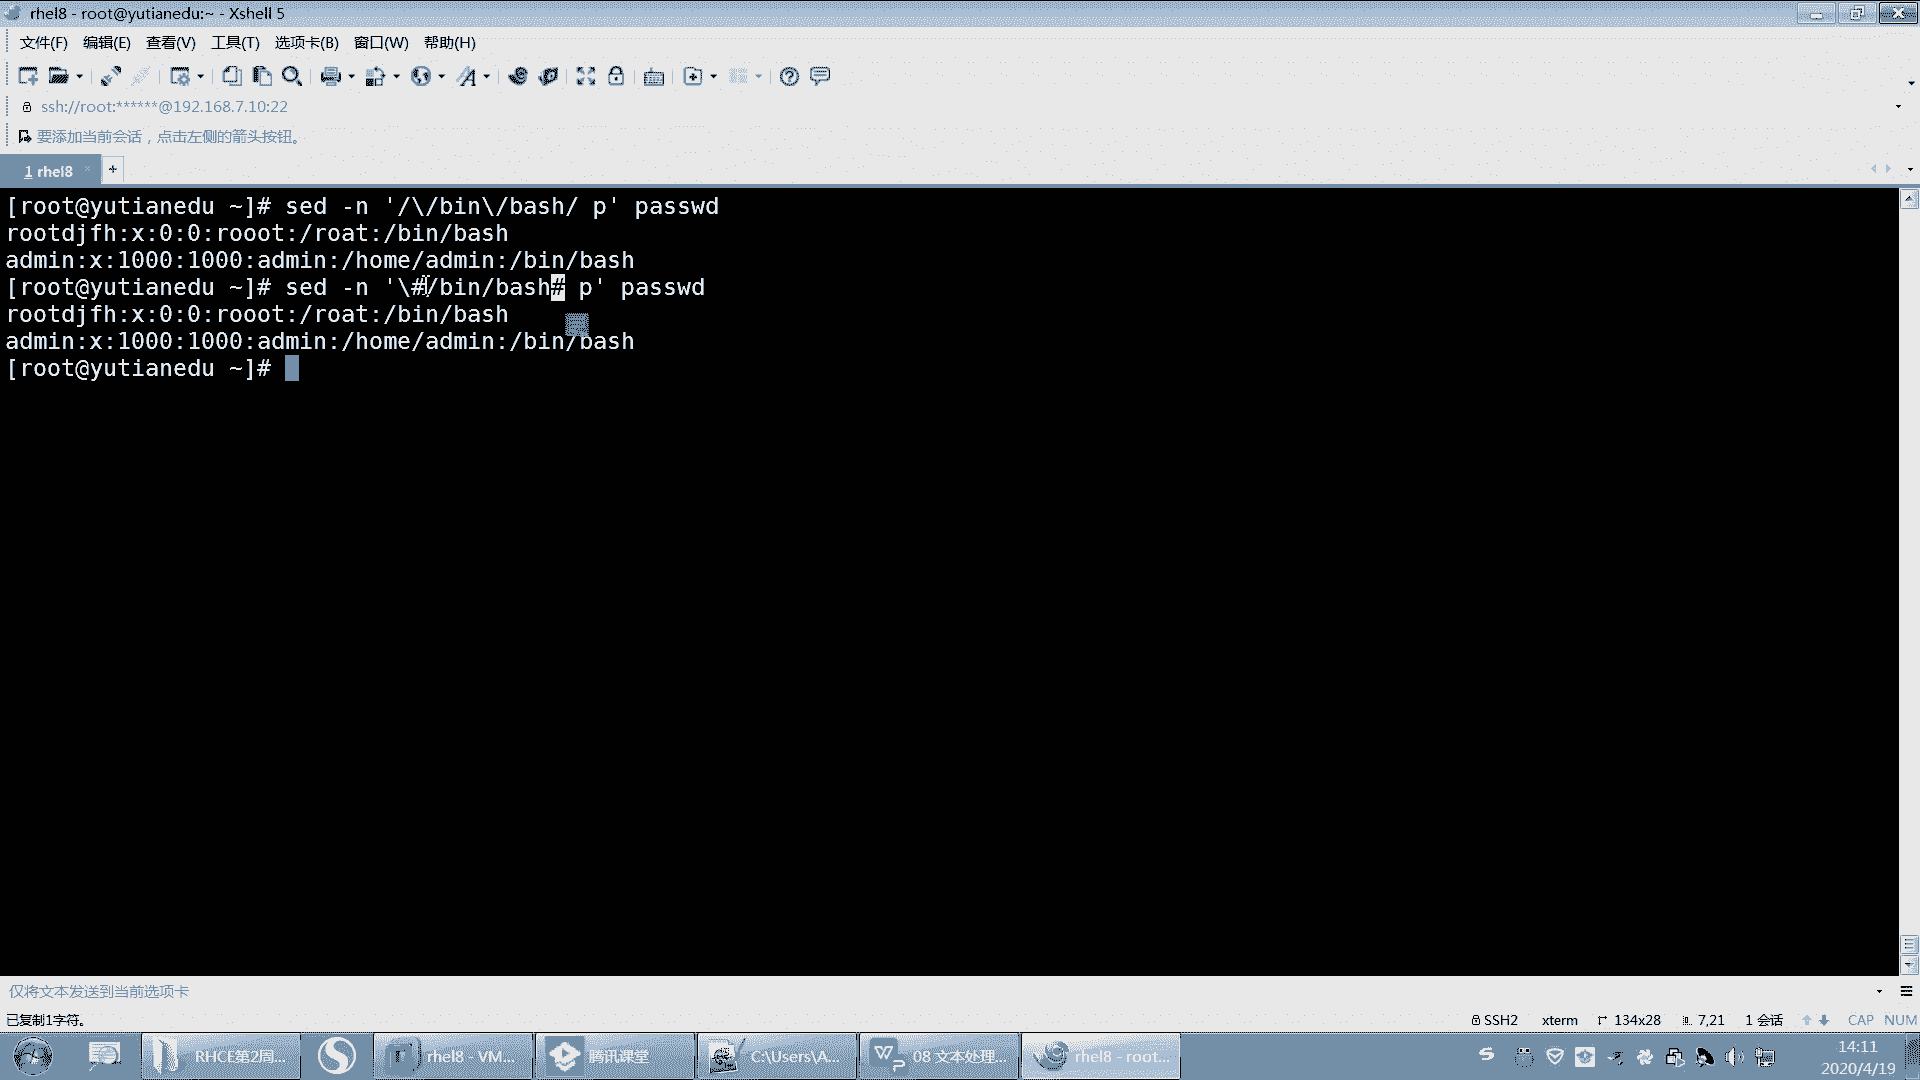 rhel8 - root@yutianedu:~ - Xshell 5
文件(F) 编辑(E) 查看(V) 工具(T) 选项卡(B) 窗口(W) 帮助(H)
ssh://root:******@192.168.7.10:22
要添加当前会话，点击左侧的箭头按钮。
1 rhel8 × +
[root@yutianedu ~]# sed -n '/\/bin\/bash/ p' passwd
rootdjfh:x:0:0:rooot:/roat:/bin/bash
admin:x:1000:1000:admin:/home/admin:/bin/bash
[root@yutianedu ~]# sed -n '\#/bin/bash# p' passwd
rootdjfh:x:0:0:rooot:/roat:/bin/bash
admin:x:1000:1000:admin:/home/admin:/bin/bash
[root@yutianedu ~]#
仅将文本发送到当前选项卡
已复制1字符。 SSH2 xterm 134x28 7,21 1 会话 CAP NUM
RHCE第2周... rhel8 - VM... 腾讯课堂 C:\Users\A... 08 文本处理... rhel8 - root... 14:11
2020/4/19